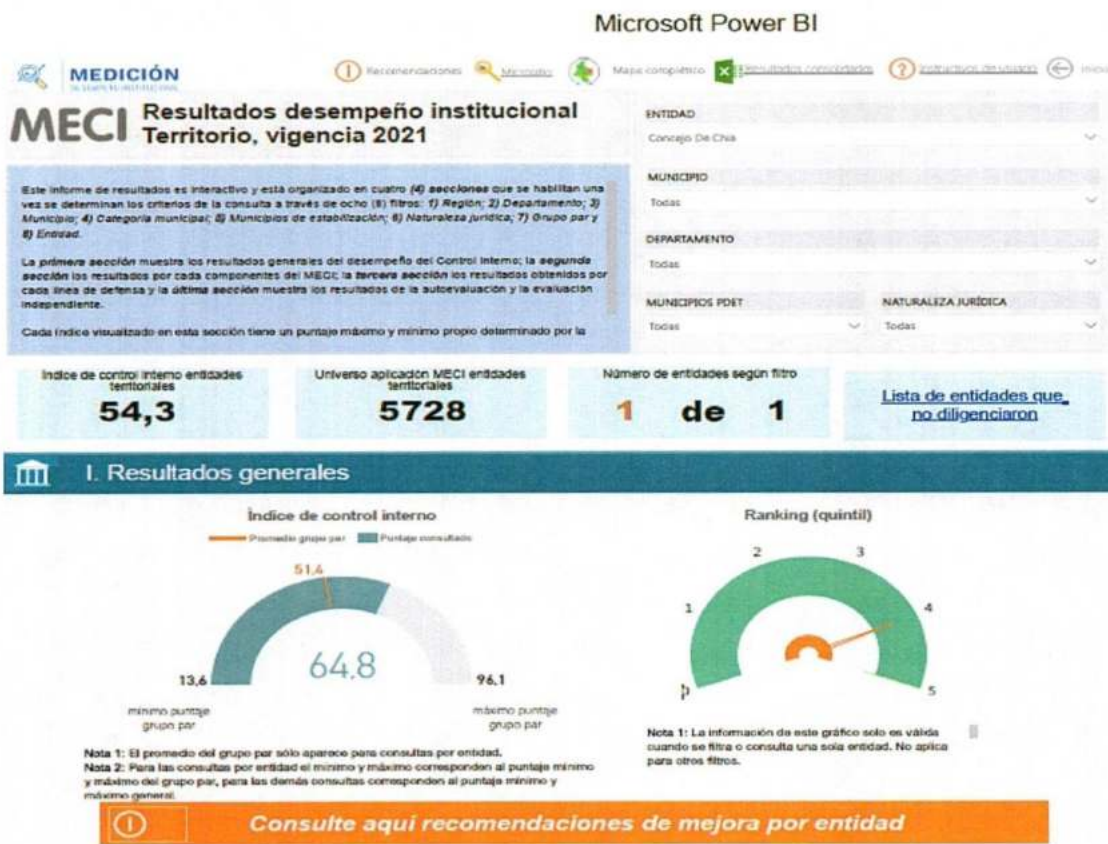 Microsoft Power BI
MEDICIÓN
Recomendaciones
Micrositio
Mapa coroplético
Resultados consolidados
Instructivos de usuario
Inicio
MECI Resultados desempeño institucional
Territorio, vigencia 2021
Este informe de resultados es interactivo y está organizado en cuatro (4) secciones que se habilitan una
vez se determinan los criterios de la consulta a través de ocho (8) filtros: 1) Región; 2) Departamento; 3)
Municipio; 4) Categoría municipal; 5) Municipios de estabilización; 6) Naturaleza jurídica; 7) Grupo par y
8) Entidad.
La primera sección muestra los resultados generales del desempeño del Control Interno; la segunda
sección los resultados por cada componentes del MECI; la tercera sección los resultados obtenidos por
cada línea de defensa y la última sección muestra los resultados de la autoevaluación y la evaluación
independiente.
Cada índice visualizado en esta sección tiene un puntaje máximo y mínimo propio determinado por la
ENTIDAD
Concejo De Chia
MUNICIPIO
Todas
DEPARTAMENTO
Todas
MUNICIPIOS PDET
Todas
NATURALEZA JURÍDICA
Todas
Índice de control interno entidades
territoriales
54,3
Universo aplicación MECI entidades
territoriales
5728
Número de entidades según filtro
1 de 1
Lista de entidades que
no diligenciaron
I. Resultados generales
Índice de control interno
Promedio grupo par
Puntaje consultado
51,4
64,8
13,6
96,1
mínimo puntaje
grupo par
máximo puntaje
grupo par
Nota 1: El promedio del grupo par sólo aparece para consultas por entidad.
Nota 2: Para las consultas por entidad el mínimo y máximo corresponden al puntaje mínimo
y máximo del grupo par, para las demás consultas corresponden al puntaje mínimo y
máximo general.
Ranking (quintil)
2
3
1
4
5
Nota 1: La información de este gráfico solo es válida
cuando se filtra o consulta una sola entidad. No aplica
para otros filtros.
Consulte aquí recomendaciones de mejora por entidad